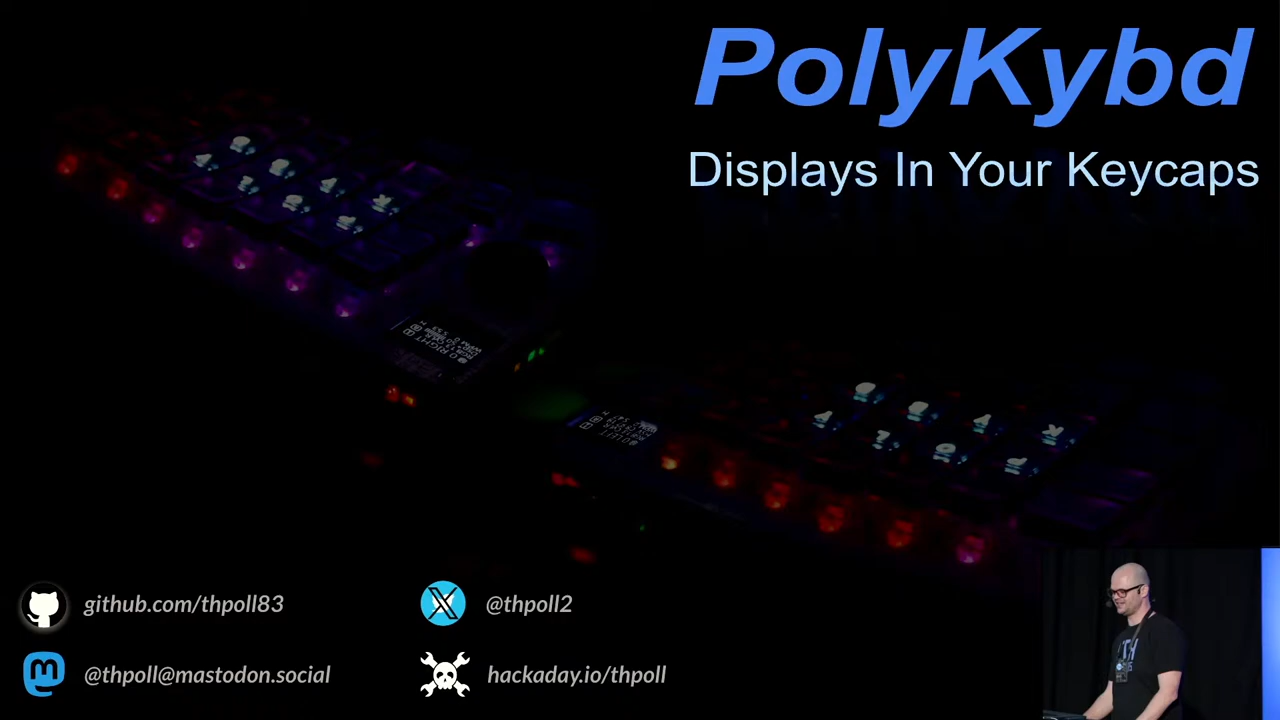 PolyKybd
Displays In Your Keycaps
github.com/thpoll83
@thpoll2
@thpoll@mastodon.social
hackaday.io/thpoll